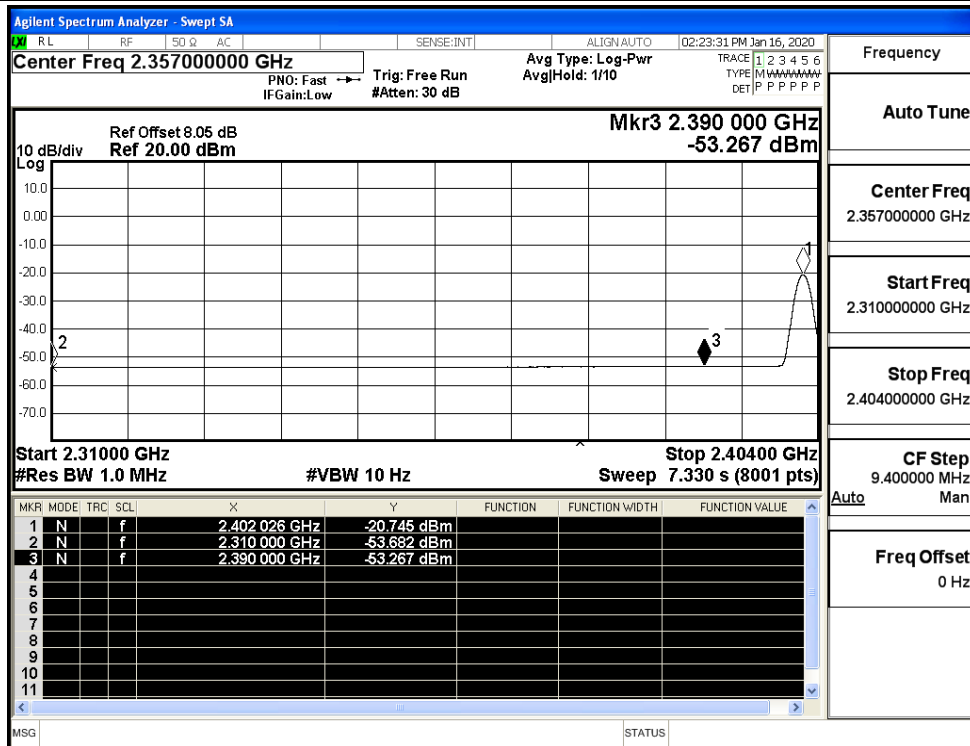 Agilent Spectrum Analyzer - Swept SA
LXI RL RF 50 Ω AC SENSE:INT ALIGN AUTO 02:23:31 PM Jan 16, 2020
Center Freq 2.357000000 GHz
PNO: Fast
IFGain:Low
Trig: Free Run
#Atten: 30 dB
Avg Type: Log-Pwr
Avg|Hold: 1/10
TRACE 1 2 3 4 5 6
TYPE M WWWWW
DET P P P P P P
Ref Offset 8.05 dB
10 dB/div Ref 20.00 dBm
Log
Mkr3 2.390 000 GHz
-53.267 dBm
10.0
0.00
-10.0
-20.0
-30.0
-40.0
-50.0
-60.0
-70.0
1
2
3
Start 2.31000 GHz Stop 2.40400 GHz
#Res BW 1.0 MHz #VBW 10 Hz Sweep 7.330 s (8001 pts)
MKR MODE TRC SCL X Y FUNCTION FUNCTION WIDTH FUNCTION VALUE
1 N f 2.402 026 GHz -20.745 dBm
2 N f 2.310 000 GHz -53.682 dBm
3 N f 2.390 000 GHz -53.267 dBm
4
5
6
7
8
9
10
11
MSG STATUS
Frequency
Auto Tune
Center Freq
2.357000000 GHz
Start Freq
2.310000000 GHz
Stop Freq
2.404000000 GHz
CF Step
9.400000 MHz
Auto Man
Freq Offset
0 Hz